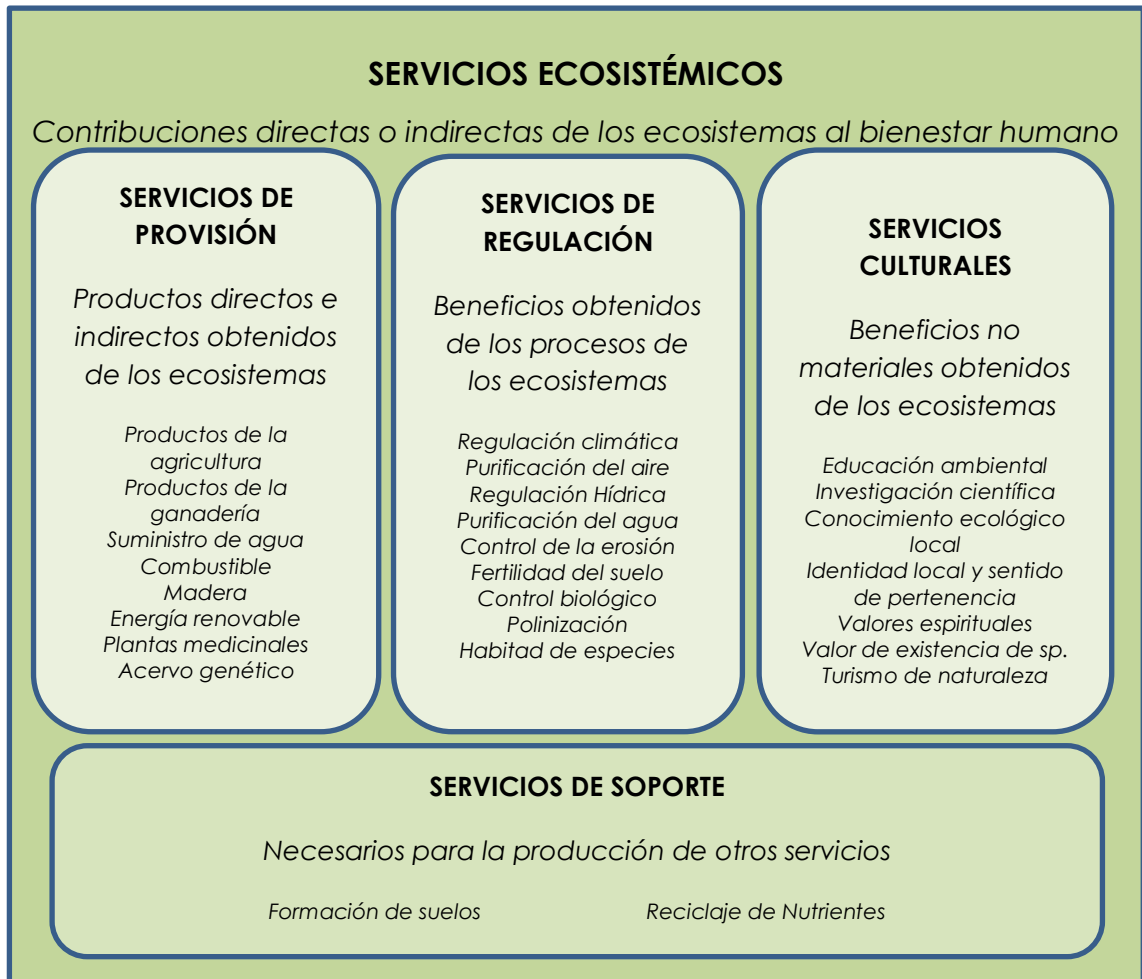 SERVICIOS ECOSISTÉMICOS
Contribuciones directas o indirectas de los ecosistemas al bienestar humano
SERVICIOS DE
PROVISIÓN
Productos directos e
indirectos obtenidos
de los ecosistemas
Productos de la
agricultura
Productos de la
ganadería
Suministro de agua
Combustible
Madera
Energía renovable
Plantas medicinales
Acervo genético
SERVICIOS DE
REGULACIÓN
Beneficios obtenidos
de los procesos de
los ecosistemas
Regulación climática
Purificación del aire
Regulación Hídrica
Purificación del agua
Control de la erosión
Fertilidad del suelo
Control biológico
Polinización
Habitad de especies
SERVICIOS
CULTURALES
Beneficios no
materiales obtenidos
de los ecosistemas
Educación ambiental
Investigación científica
Conocimiento ecológico
local
Identidad local y sentido
de pertenencia
Valores espirituales
Valor de existencia de sp.
Turismo de naturaleza
SERVICIOS DE SOPORTE
Necesarios para la producción de otros servicios
Formación de suelos Reciclaje de Nutrientes